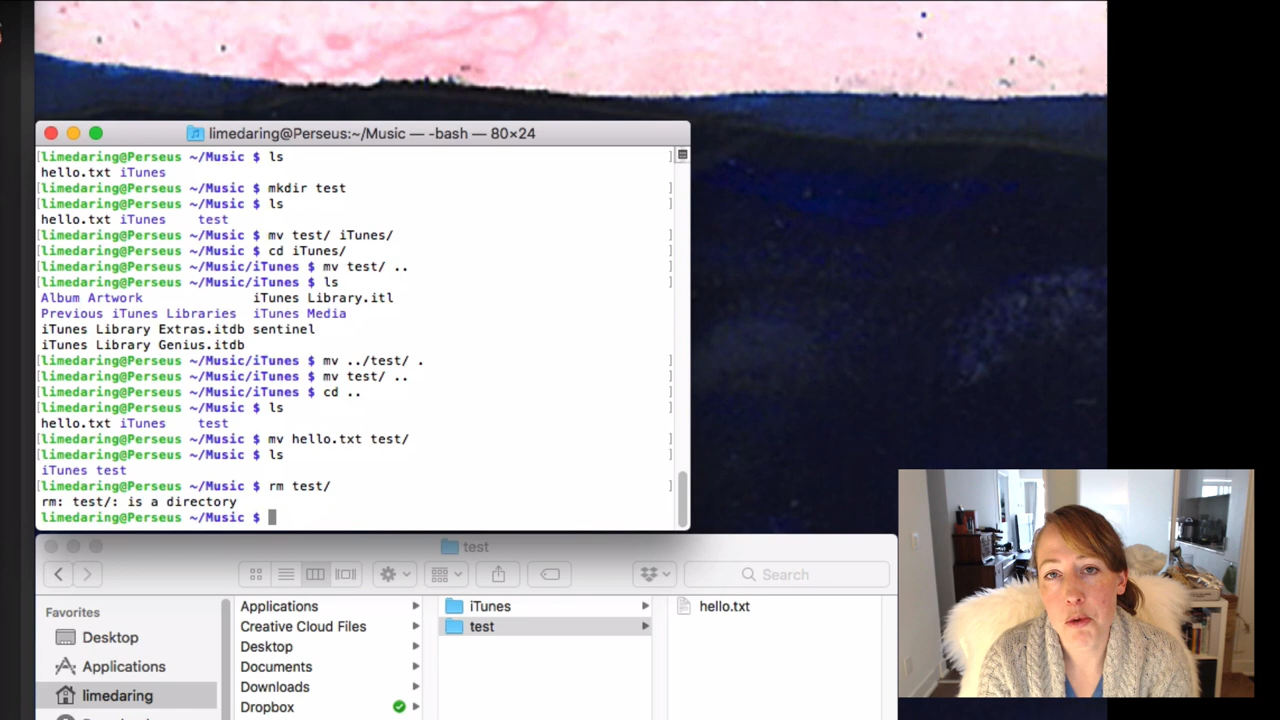 limedaring@Perseus:~/Music — -bash — 80×24
[limedaring@Perseus ~/Music $ ls ]
hello.txt iTunes
[limedaring@Perseus ~/Music $ mkdir test ]
[limedaring@Perseus ~/Music $ ls ]
hello.txt iTunes test
[limedaring@Perseus ~/Music $ mv test/ iTunes/ ]
[limedaring@Perseus ~/Music $ cd iTunes/ ]
[limedaring@Perseus ~/Music/iTunes $ mv test/ .. ]
[limedaring@Perseus ~/Music/iTunes $ ls ]
Album Artwork iTunes Library.itl
Previous iTunes Libraries iTunes Media
iTunes Library Extras.itdb sentinel
iTunes Library Genius.itdb
[limedaring@Perseus ~/Music/iTunes $ mv ../test/ . ]
[limedaring@Perseus ~/Music/iTunes $ mv test/ .. ]
[limedaring@Perseus ~/Music/iTunes $ cd .. ]
[limedaring@Perseus ~/Music $ ls ]
hello.txt iTunes test
[limedaring@Perseus ~/Music $ mv hello.txt test/ ]
[limedaring@Perseus ~/Music $ ls ]
iTunes test
[limedaring@Perseus ~/Music $ rm test/ ]
rm: test/: is a directory
limedaring@Perseus ~/Music $
test
Search
Favorites
Desktop
Applications
limedaring
Applications
Creative Cloud Files
Desktop
Documents
Downloads
Dropbox
iTunes
test
hello.txt